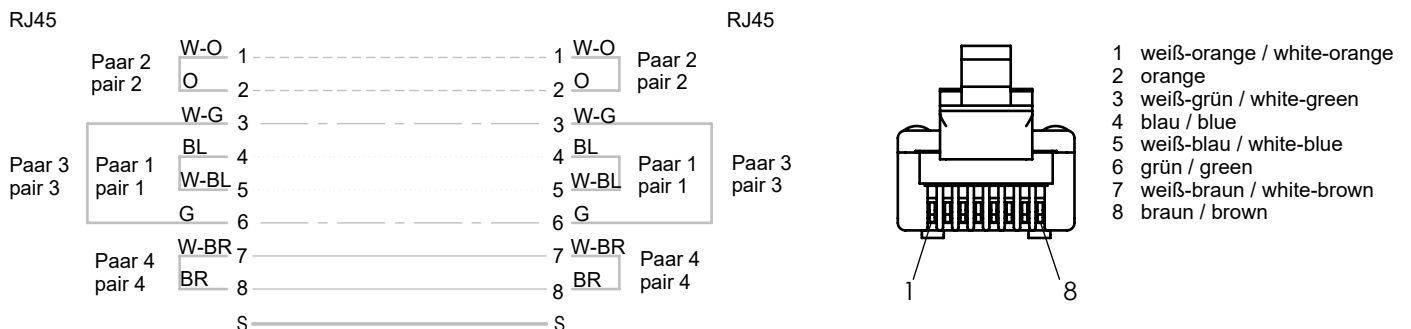 RJ45
RJ45
Paar 2
pair 2
W-O 1
1 W-O
Paar 2
pair 2
O 2
2 O
W-G 3
3 W-G
Paar 3
pair 3
Paar 1
pair 1
BL 4
4 BL
Paar 1
pair 1
Paar 3
pair 3
W-BL 5
5 W-BL
G 6
6 G
Paar 4
pair 4
W-BR 7
7 W-BR
Paar 4
pair 4
BR 8
8 BR
S
S
1 weiß-orange / white-orange
2 orange
3 weiß-grün / white-green
4 blau / blue
5 weiß-blau / white-blue
6 grün / green
7 weiß-braun / white-brown
8 braun / brown
1
8